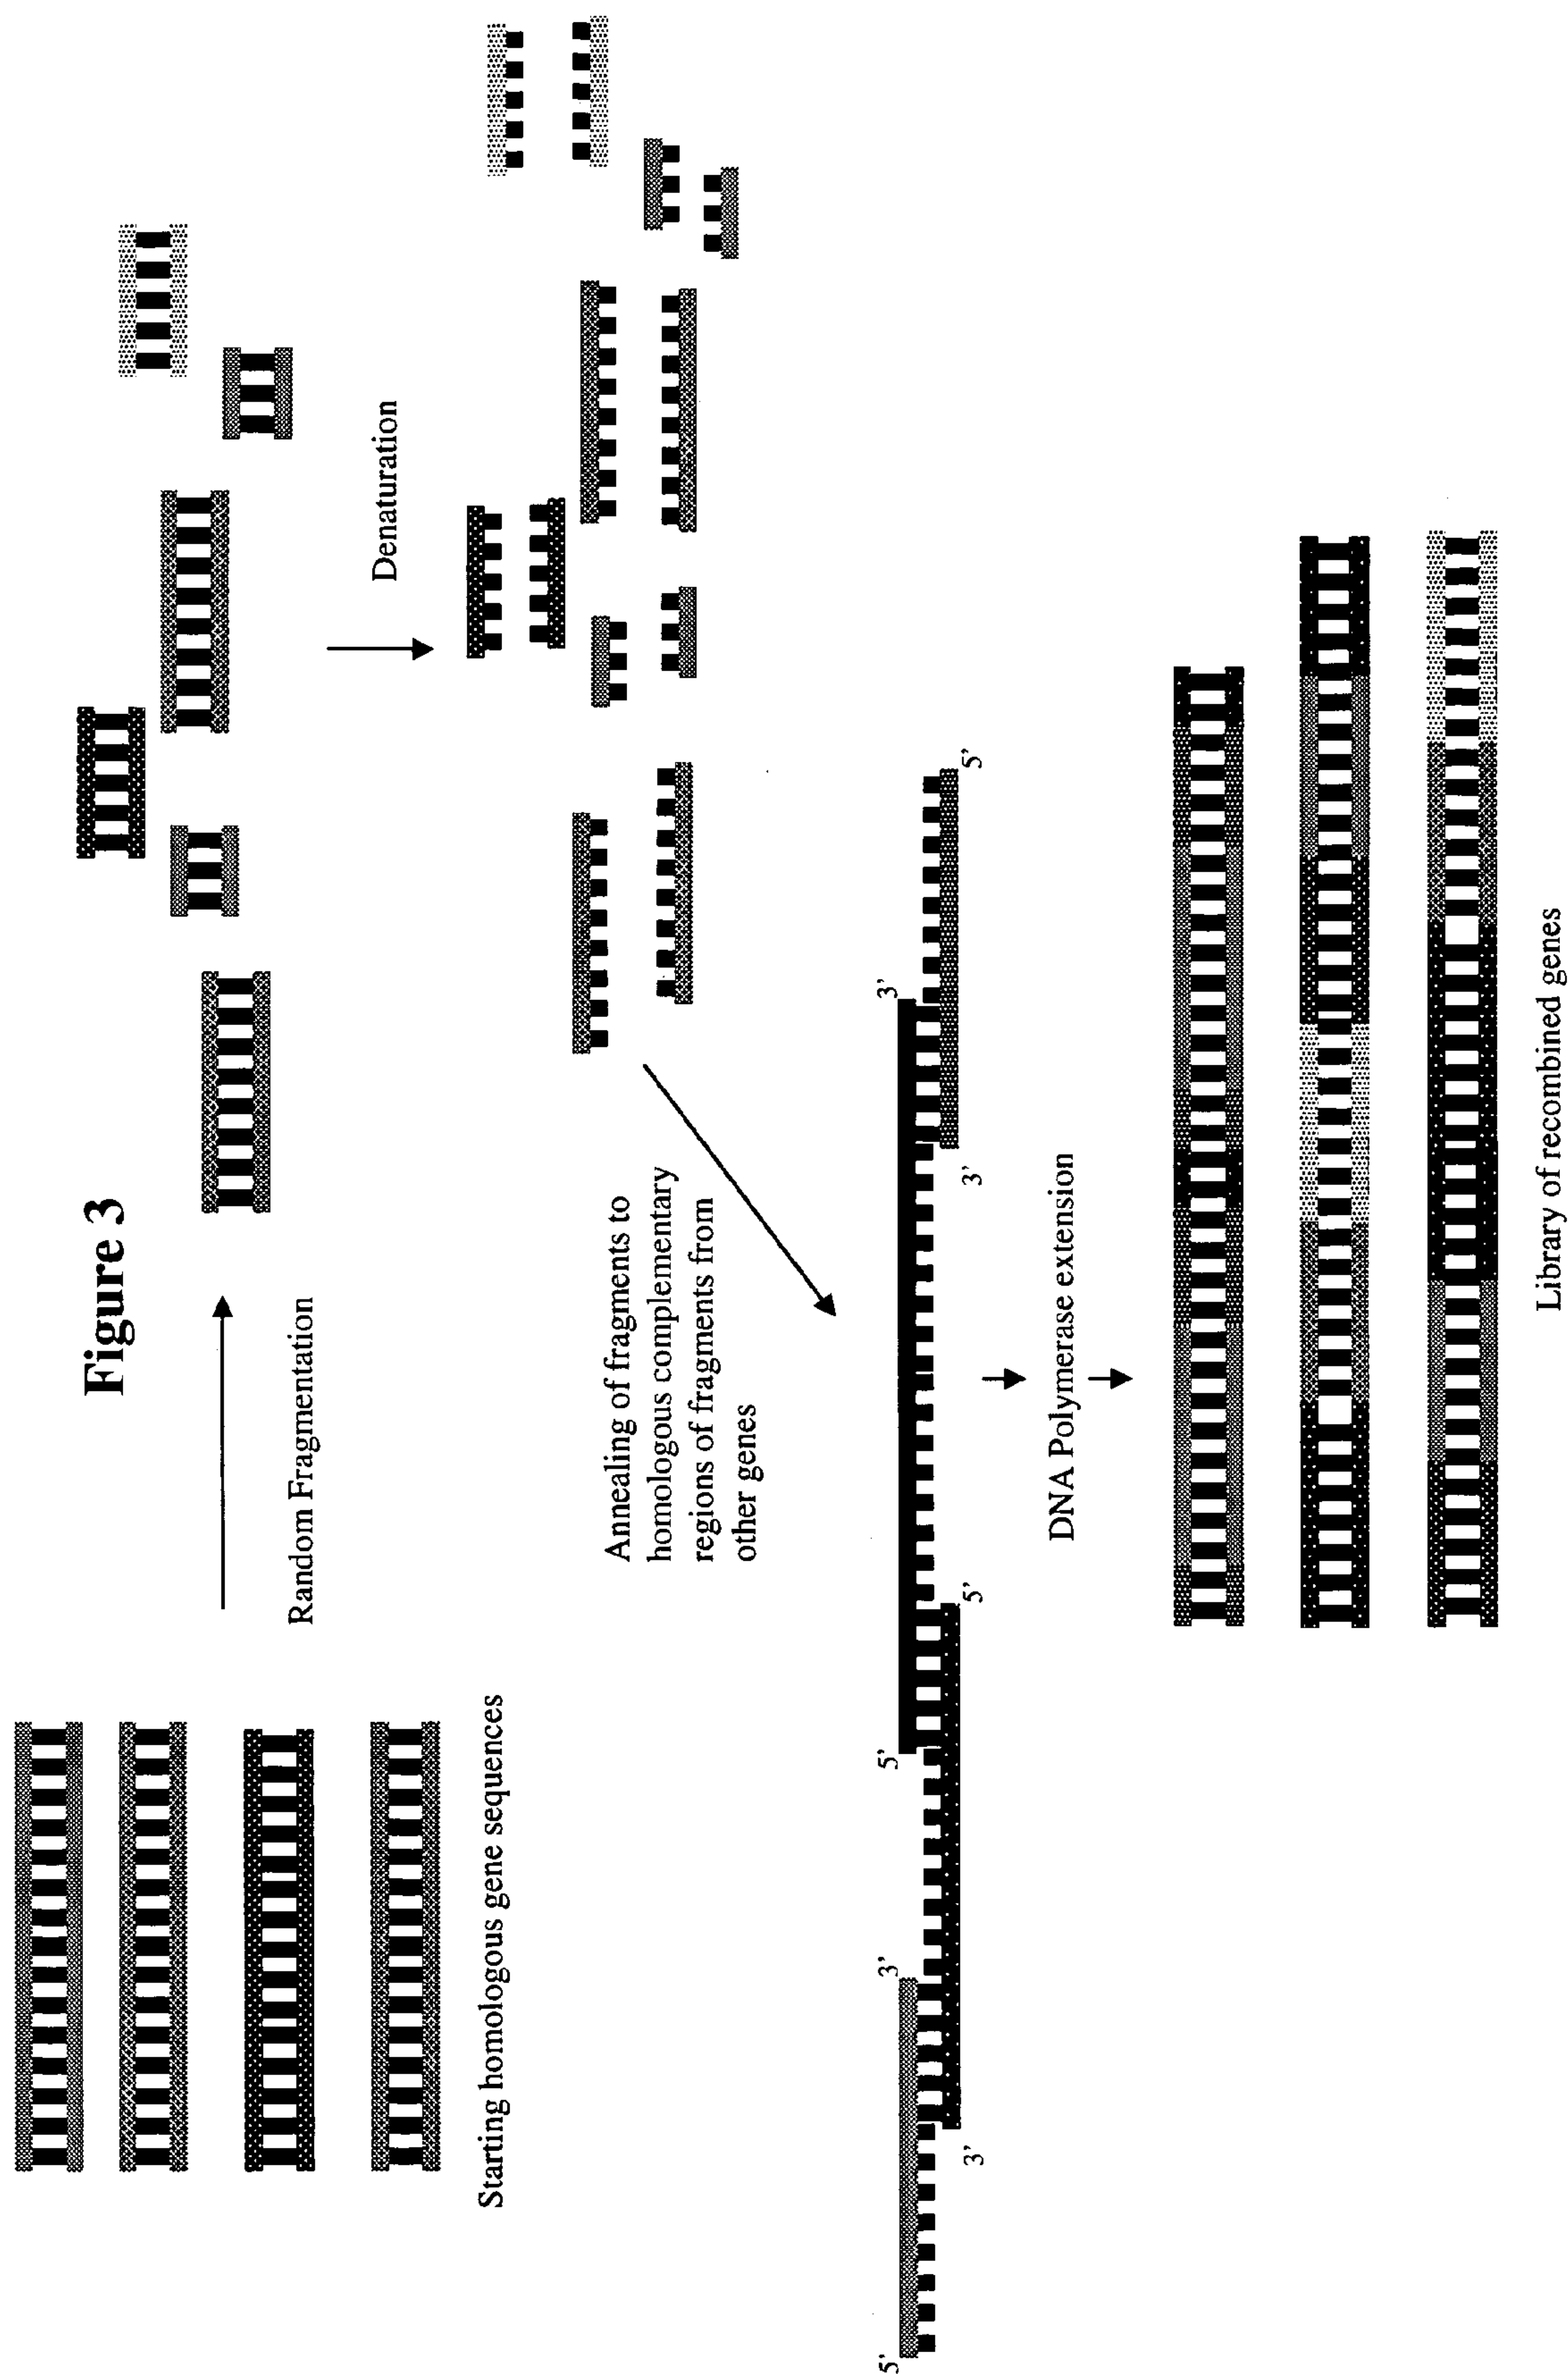 Figure 3
Random Fragmentation
Starting homologous gene sequences
Denaturation
Annealing of fragments to
homologous complementary
regions of fragments from
other genes
5'
3'
5'
3'
3'
5'
3'
5'
DNA Polymerase extension
Library of recombined genes